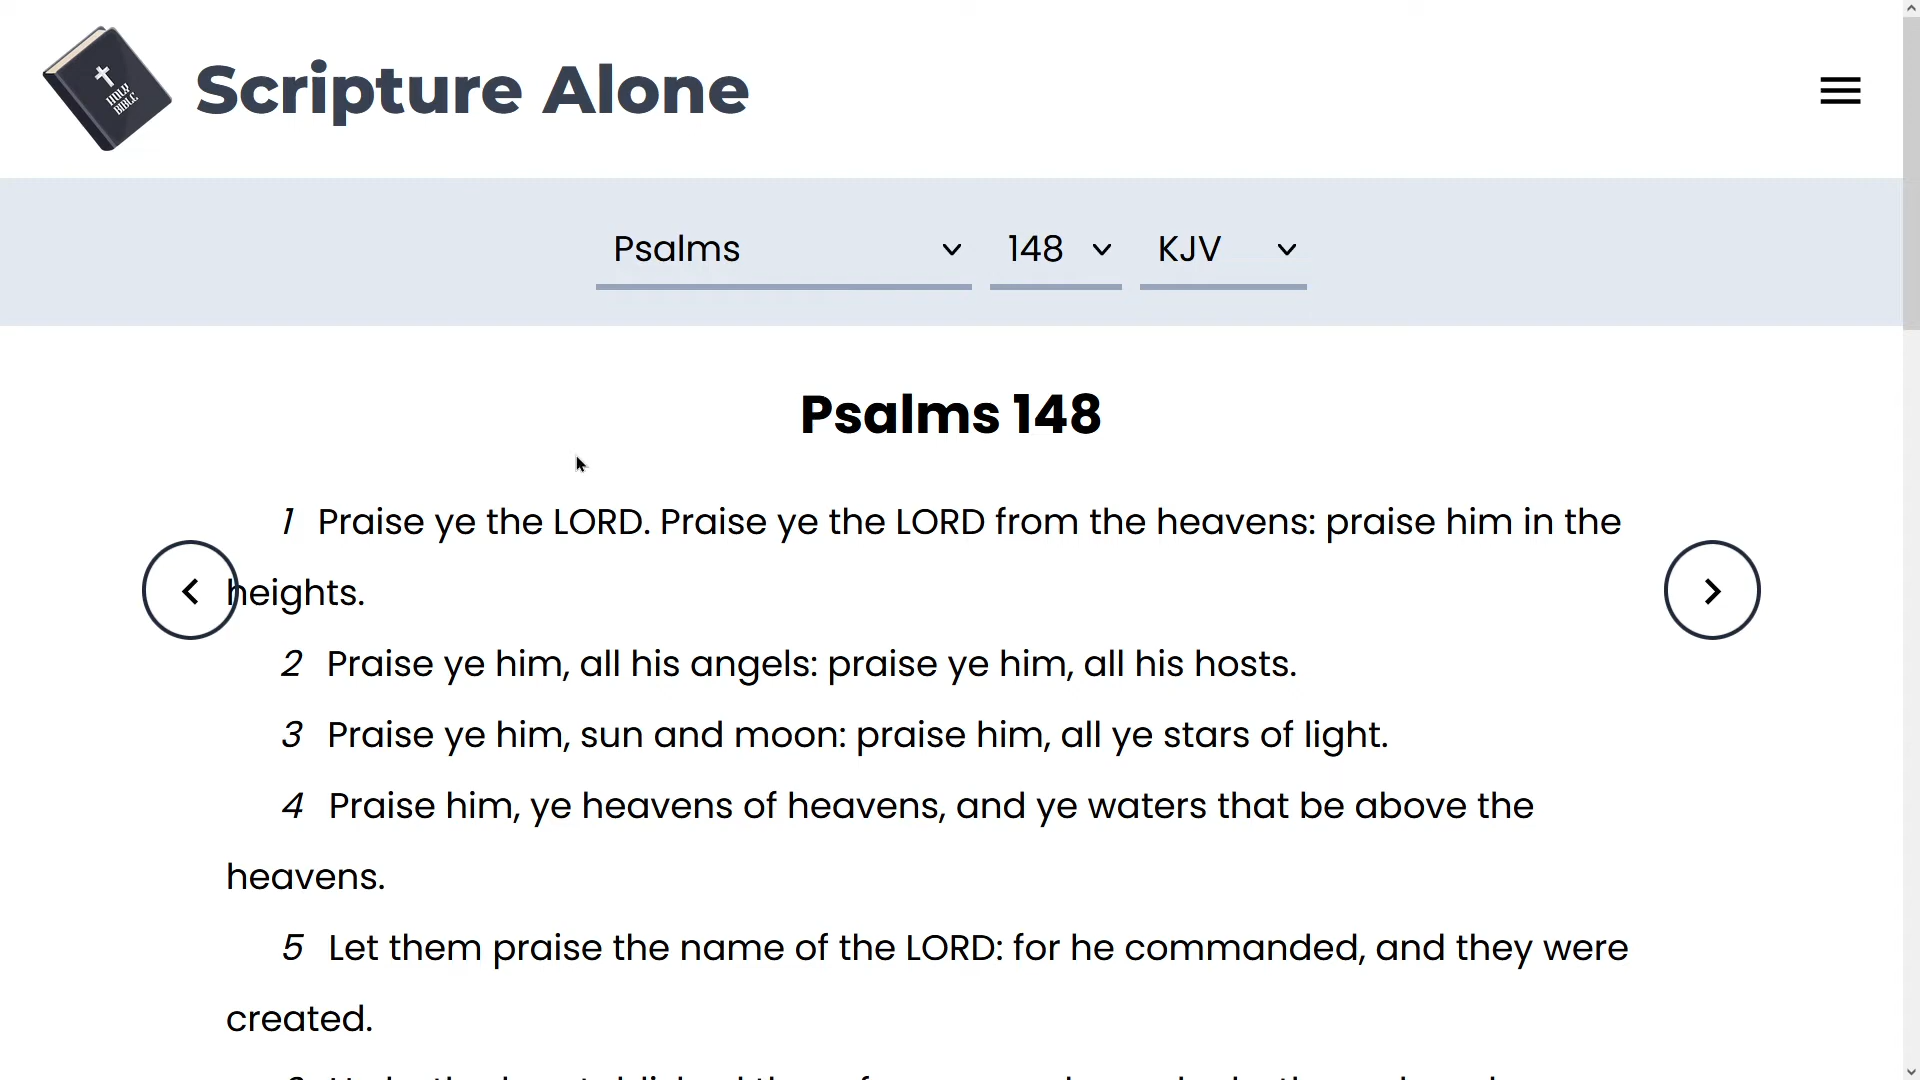 HOLY
BIBLE
Scripture Alone
Psalms 148 KJV
Psalms 148
1 Praise ye the LORD. Praise ye the LORD from the heavens: praise him in the
heights.
2 Praise ye him, all his angels: praise ye him, all his hosts.
3 Praise ye him, sun and moon: praise him, all ye stars of light.
4 Praise him, ye heavens of heavens, and ye waters that be above the
heavens.
5 Let them praise the name of the LORD: for he commanded, and they were
created.